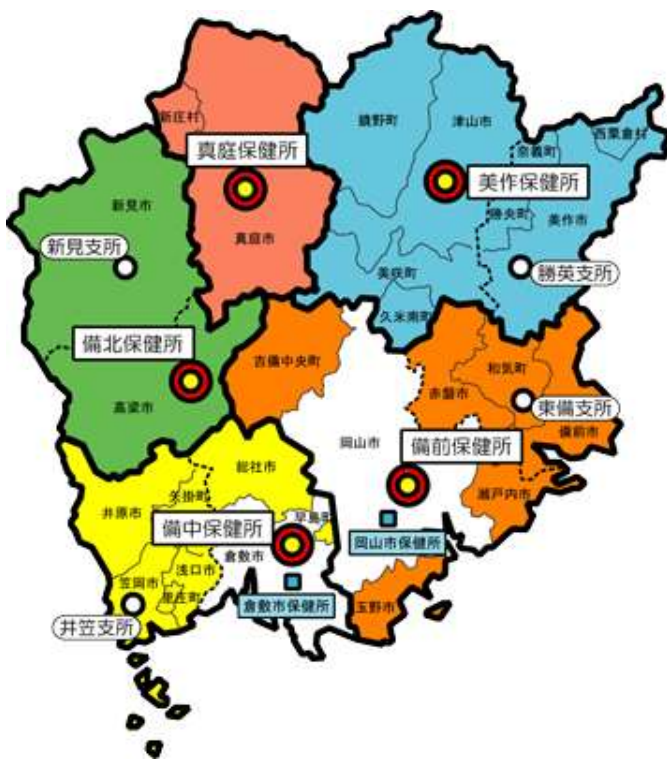 新庄村
鏡野町
津山市
西粟倉村
真庭保健所
奈義町
美作保健所
新見市
勝央町
美作市
真庭市
新見支所
美咲町
勝英支所
久米南町
備北保健所
吉備中央町
和気町
赤磐市
高梁市
東備支所
備前市
岡山市
備前保健所
総社市
瀬戸内市
矢掛町
井原市
早島町
備中保健所
岡山市保健所
倉敷市
浅口市
笠岡市
倉敷市保健所
里庄町
玉野市
井笠支所